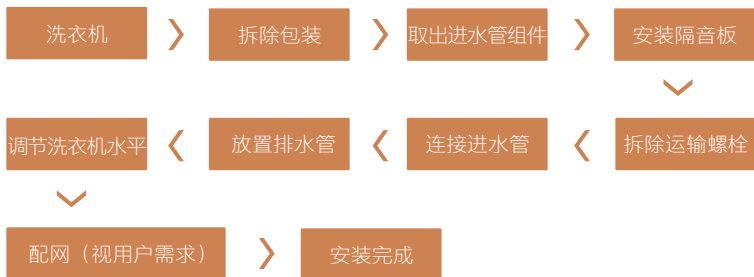 洗衣机
拆除包装
取出进水管组件
安装隔音板
拆除运输螺栓
连接进水管
放置排水管
调节洗衣机水平
配网（视用户需求）
安装完成